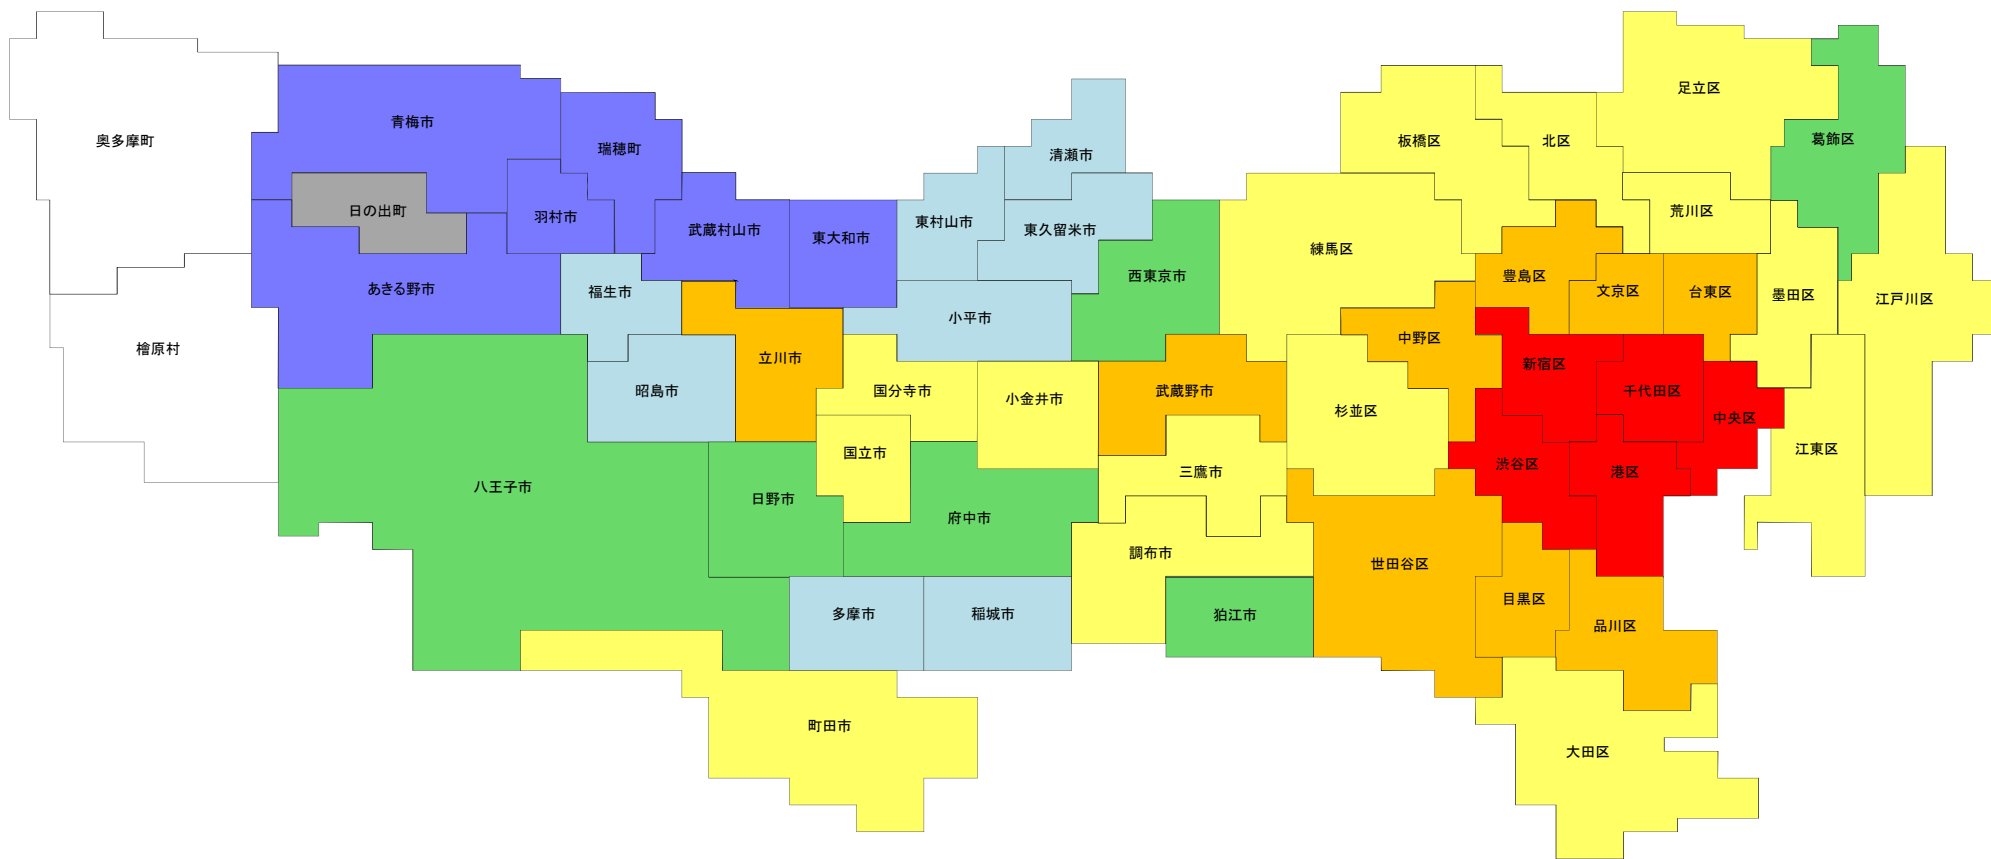 足立区
青梅市
葛飾区
奥多摩町
板橋区
北区
瑞穂町
清瀬市
日の出町
羽村市
荒川区
東村山市
武蔵村山市
東久留米市
東大和市
練馬区
西東京市
豊島区
あきる野市
福生市
文京区
台東区
墨田区
江戸川区
小平市
中野区
檜原村
立川市
新宿区
昭島市
国分寺市
小金井市
武蔵野市
千代田区
杉並区
中央区
国立市
江東区
渋谷区
三鷹市
港区
八王子市
日野市
府中市
調布市
世田谷区
目黒区
多摩市
稲城市
狛江市
品川区
町田市
大田区